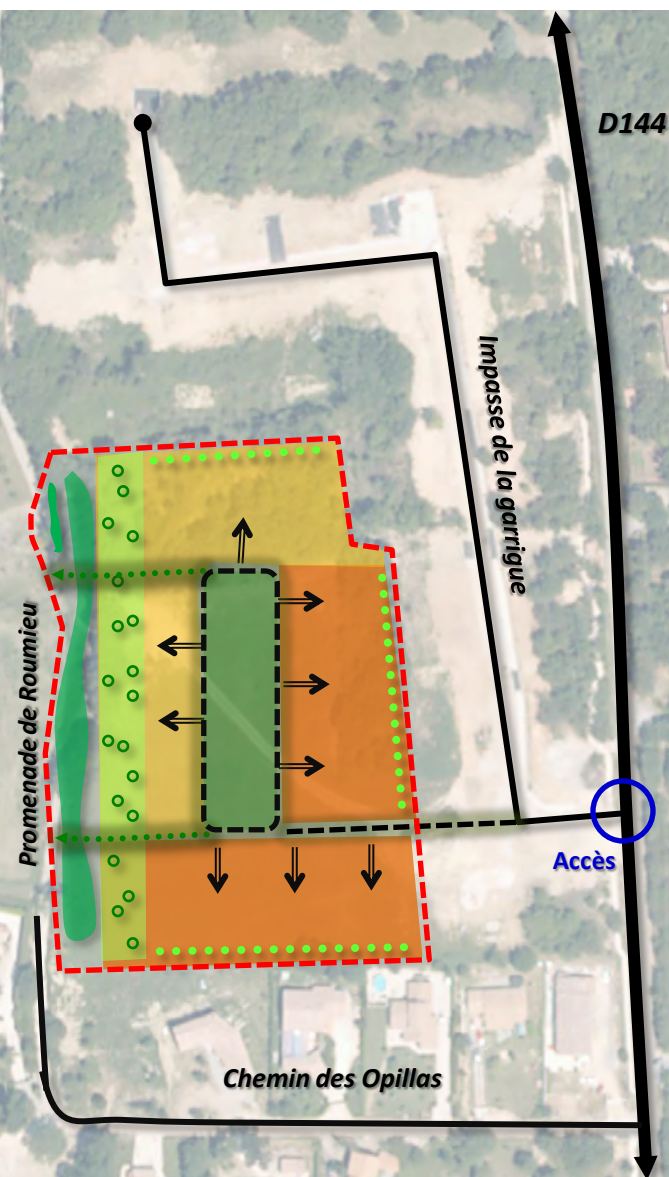 D144
Impasse de la garrigue
Promenade de Roumieu
Accès
Chemin des Opillas